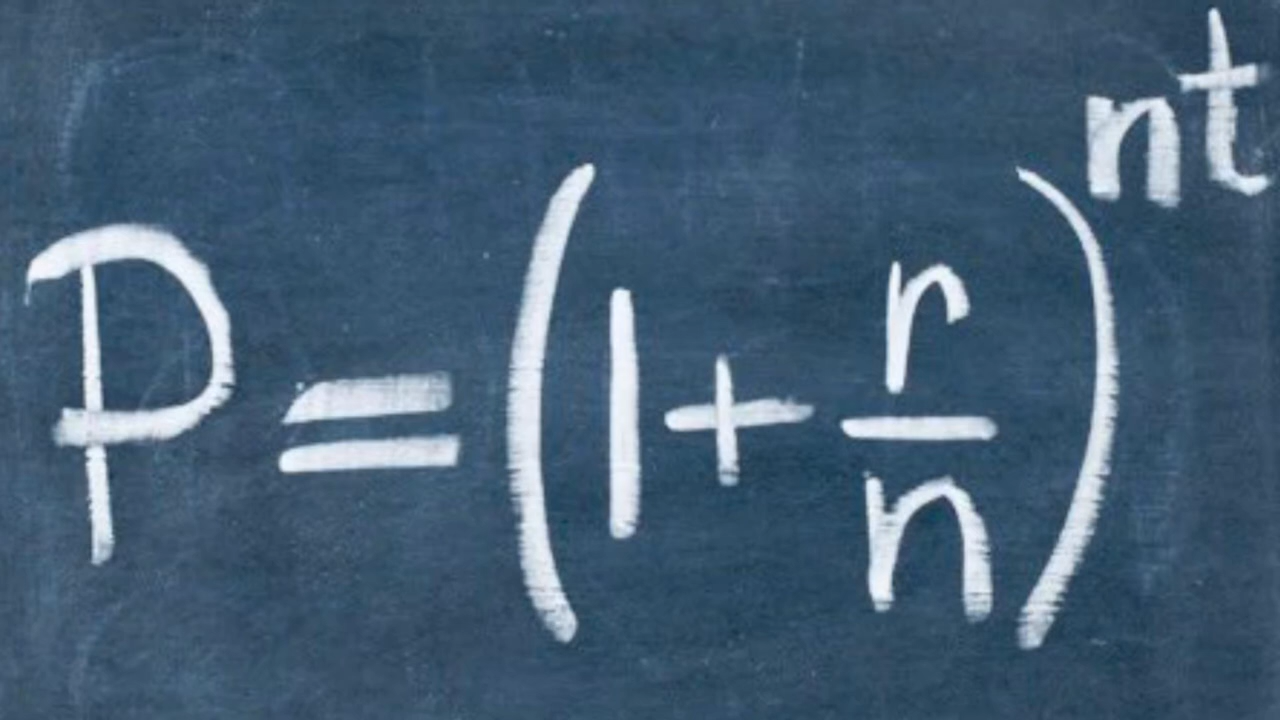 P = (1 + r/n)^nt